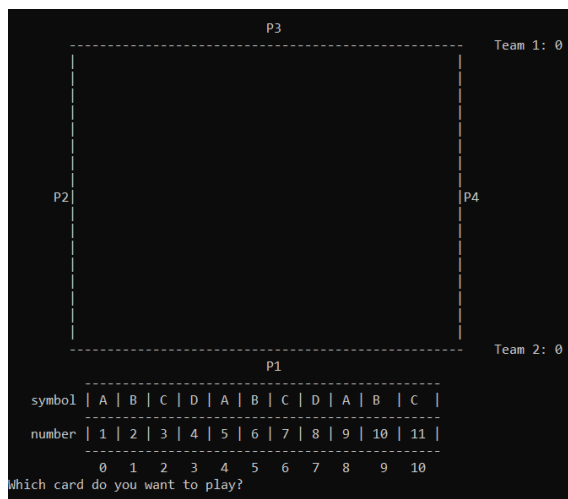 P3
Team 1: 0
P2 P4
Team 2: 0
P1
symbol | A | B | C | D | A | B | C | D | A | B | C |
number | 1 | 2 | 3 | 4 | 5 | 6 | 7 | 8 | 9 | 10 | 11 |
0 1 2 3 4 5 6 7 8 9 10
Which card do you want to play?